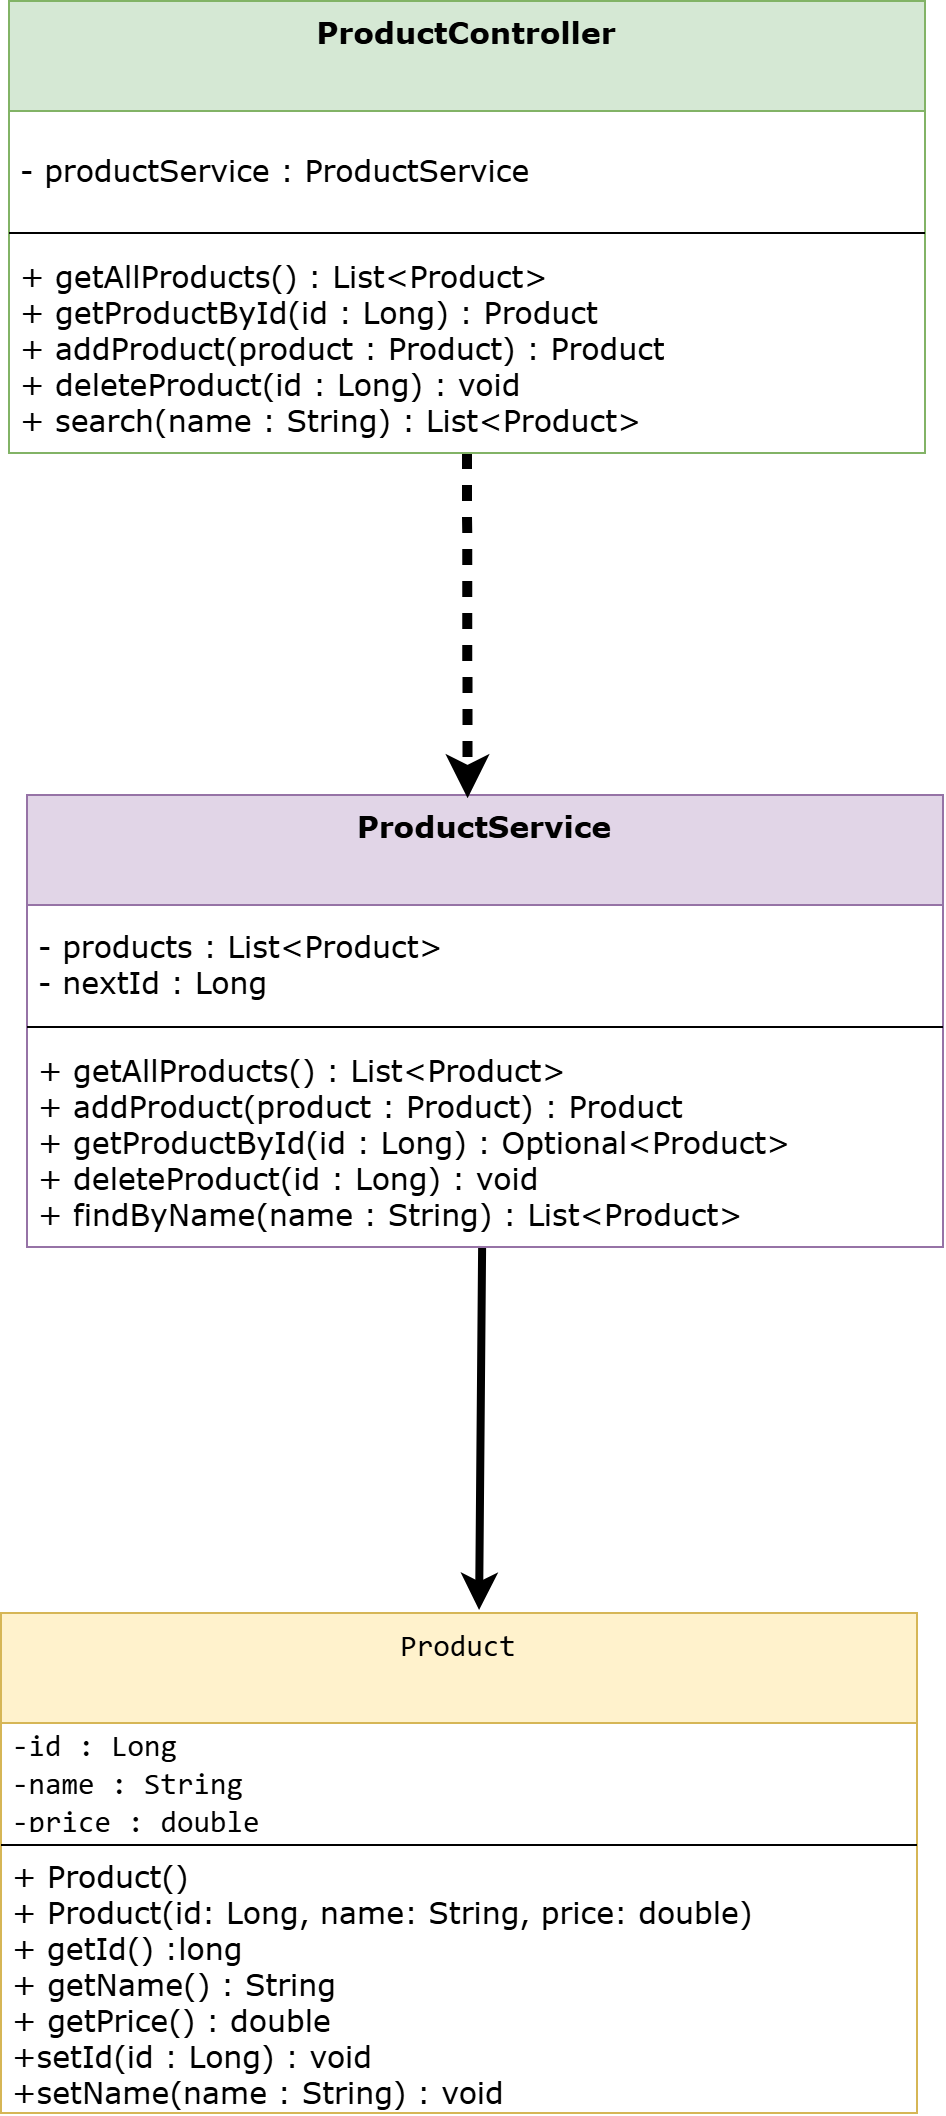 ProductController
- productService : ProductService
+ getAllProducts() : List<Product>
+ getProductById(id : Long) : Product
+ addProduct(product : Product) : Product
+ deleteProduct(id : Long) : void
+ search(name : String) : List<Product>
ProductService
- products : List<Product>
- nextId : Long
+ getAllProducts() : List<Product>
+ addProduct(product : Product) : Product
+ getProductById(id : Long) : Optional<Product>
+ deleteProduct(id : Long) : void
+ findByName(name : String) : List<Product>
Product
-id : Long
-name : String
-price : double
+ Product()
+ Product(id: Long, name: String, price: double)
+ getId() :long
+ getName() : String
+ getPrice() : double
+setId(id : Long) : void
+setName(name : String) : void